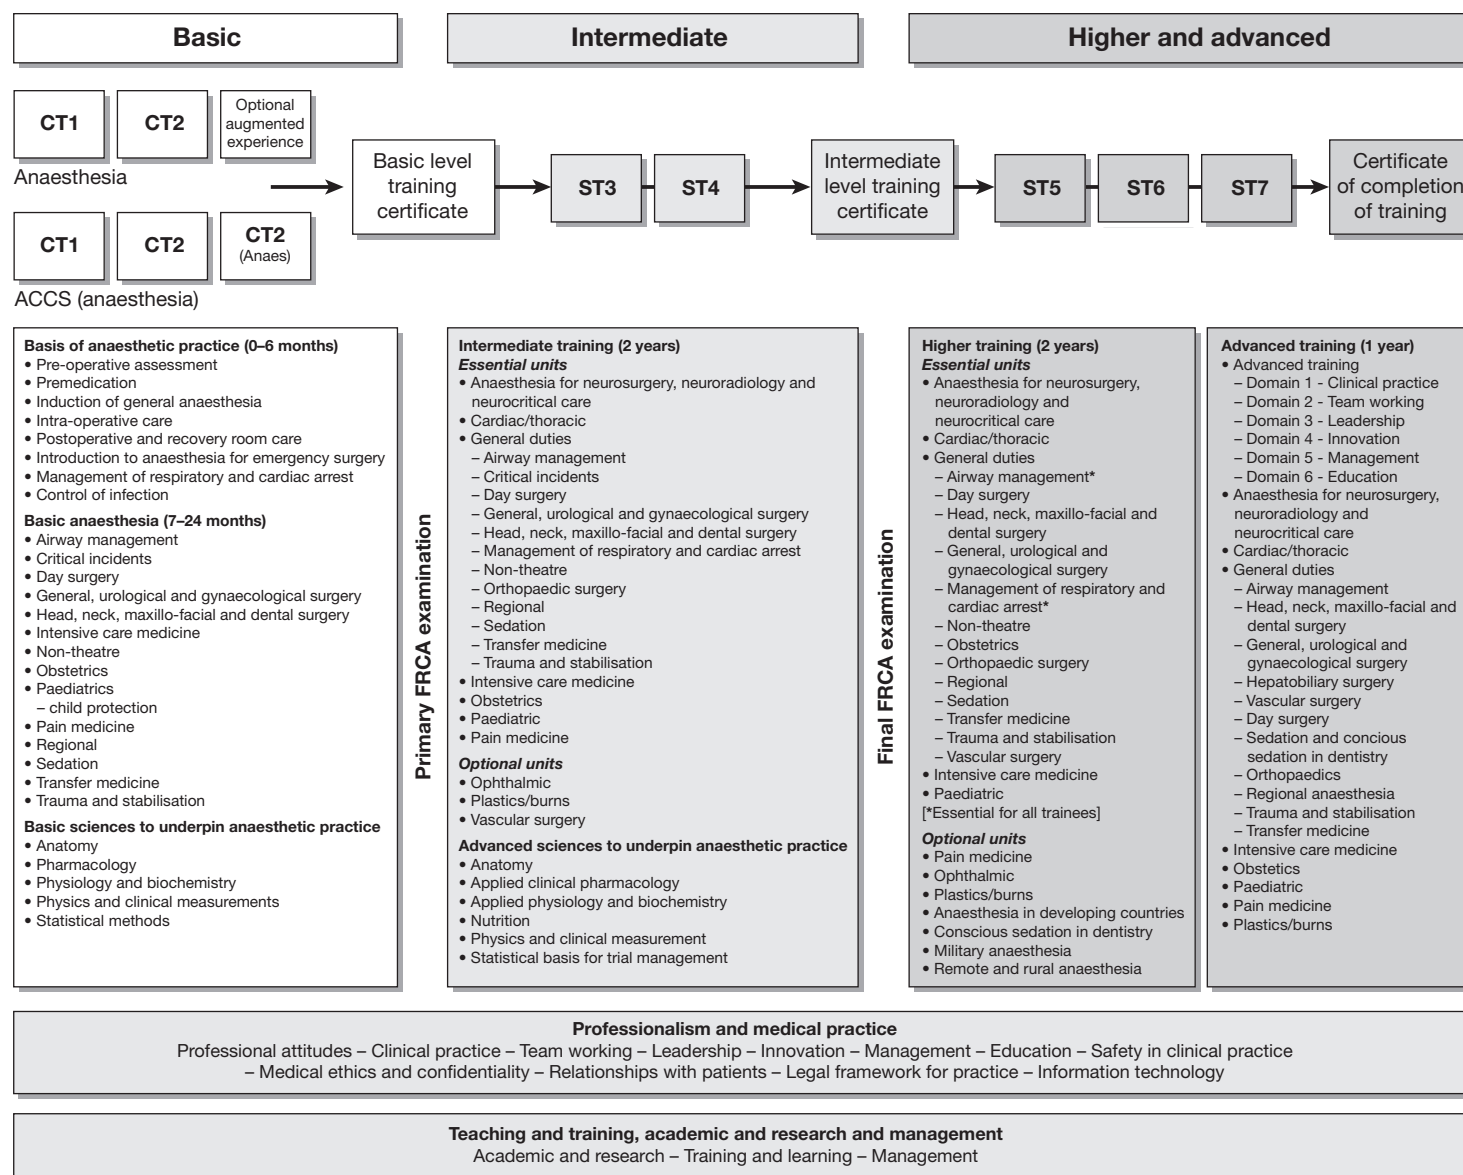 Basic
Intermediate
Higher and advanced
CT1
CT2
Optional
augmented
experience
Anaesthesia
CT1
CT2
CT2
(Anaes)
ACCS (anaesthesia)
Basic level
training
certificate
ST3
ST4
Intermediate
level training
certificate
ST5
ST6
ST7
Certificate
of completion
of training
Basis of anaesthetic practice (0–6 months)
• Pre-operative assessment
• Premedication
• Induction of general anaesthesia
• Intra-operative care
• Postoperative and recovery room care
• Introduction to anaesthesia for emergency surgery
• Management of respiratory and cardiac arrest
• Control of infection
Basic anaesthesia (7–24 months)
• Airway management
• Critical incidents
• Day surgery
• General, urological and gynaecological surgery
• Head, neck, maxillo-facial and dental surgery
• Intensive care medicine
• Non-theatre
• Obstetrics
• Paediatrics
– child protection
• Pain medicine
• Regional
• Sedation
• Transfer medicine
• Trauma and stabilisation
Basic sciences to underpin anaesthetic practice
• Anatomy
• Pharmacology
• Physiology and biochemistry
• Physics and clinical measurements
• Statistical methods
Primary FRCA examination
Intermediate training (2 years)
Essential units
• Anaesthesia for neurosurgery, neuroradiology and
neurocritical care
• Cardiac/thoracic
• General duties
– Airway management
– Critical incidents
– Day surgery
– General, urological and gynaecological surgery
– Head, neck, maxillo-facial and dental surgery
– Management of respiratory and cardiac arrest
– Non-theatre
– Orthopaedic surgery
– Regional
– Sedation
– Transfer medicine
– Trauma and stabilisation
• Intensive care medicine
• Obstetrics
• Paediatric
• Pain medicine
Optional units
• Ophthalmic
• Plastics/burns
• Vascular surgery
Advanced sciences to underpin anaesthetic practice
• Anatomy
• Applied clinical pharmacology
• Applied physiology and biochemistry
• Nutrition
• Physics and clinical measurement
• Statistical basis for trial management
Final FRCA examination
Higher training (2 years)
Essential units
• Anaesthesia for neurosurgery,
neuroradiology and
neurocritical care
• Cardiac/thoracic
• General duties
– Airway management*
– Day surgery
– Head, neck, maxillo-facial and
dental surgery
– General, urological and
gynaecological surgery
– Management of respiratory and
cardiac arrest*
– Non-theatre
– Obstetrics
– Orthopaedic surgery
– Regional
– Sedation
– Transfer medicine
– Trauma and stabilisation
– Vascular surgery
• Intensive care medicine
• Paediatric
[*Essential for all trainees]
Optional units
• Pain medicine
• Ophthalmic
• Plastics/burns
• Anaesthesia in developing countries
• Conscious sedation in dentistry
• Military anaesthesia
• Remote and rural anaesthesia
Advanced training (1 year)
• Advanced training
– Domain 1 - Clinical practice
– Domain 2 - Team working
– Domain 3 - Leadership
– Domain 4 - Innovation
– Domain 5 - Management
– Domain 6 - Education
• Anaesthesia for neurosurgery,
neuroradiology and
neurocritical care
• Cardiac/thoracic
• General duties
– Airway management
– Head, neck, maxillo-facial and
dental surgery
– General, urological and
gynaecological surgery
– Hepatobiliary surgery
– Vascular surgery
– Day surgery
– Sedation and concious
sedation in dentistry
– Orthopaedics
– Regional anaesthesia
– Trauma and stabilisation
– Transfer medicine
• Intensive care medicine
• Obstetics
• Paediatric
• Pain medicine
• Plastics/burns
Professionalism and medical practice
Professional attitudes – Clinical practice – Team working – Leadership – Innovation – Management – Education – Safety in clinical practice
– Medical ethics and confidentiality – Relationships with patients – Legal framework for practice – Information technology
Teaching and training, academic and research and management
Academic and research – Training and learning – Management